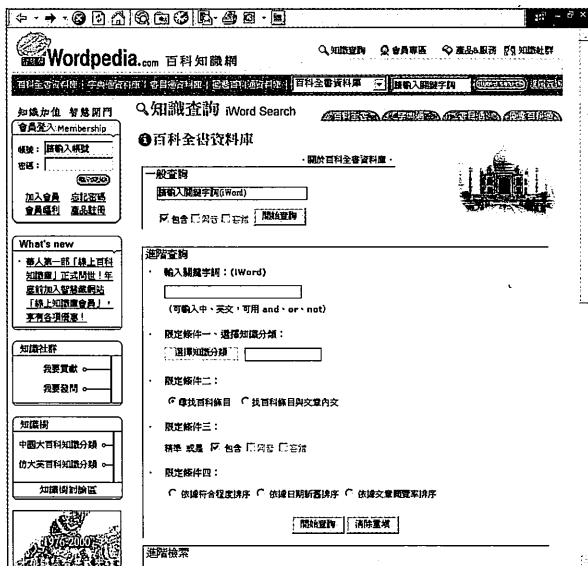 Wordpedia.com 百科知識網
知識查詢 會員專區 產品&服務 知識社群
百科全書資料庫 請輸入關鍵字詞
知識加值 智慧開門
會員登入 Membership
帳號： 請輸入帳號
密碼：
加入會員 忘記密碼
會員福利 產品註冊
What's new
華人第一部「線上百科
知識庫」正式問世！年
底前加入智慧藏網站
「線上知識庫會員」，
享有各項優惠！
知識社群
我要貢獻
我要發問
知識樹
中國大百科知識分類
仿大英百科知識分類
知識樹討論區
1976-2000
知識查詢 iWord Search
百科全書資料庫
‧關於百科全書資料庫‧
一般查詢
請輸入關鍵字詞(iWord)
包含 同音 容錯 開始查詢
進階查詢
輸入關鍵字詞：(iWord)
(可輸入中、英文，可用 and、or、not)
限定條件一、選擇知識分類：
選擇知識分類
限定條件二：
尋找百科條目 找百科條目與文章內文
限定條件三：
精準 或是 包含 同音 容錯
限定條件四：
依據符合程度排序 依據日期新舊排序 依據文章閱覽率排序
開始查詢 清除重填
進階檢索